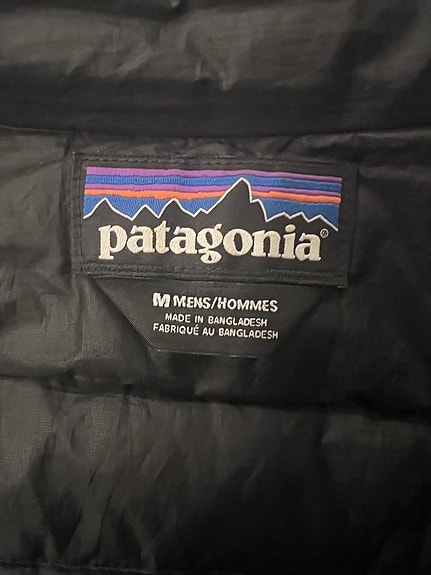 patagonia®
M MENS/HOMMES
MADE IN BANGLADESH
FABRIQUÉ AU BANGLADESH